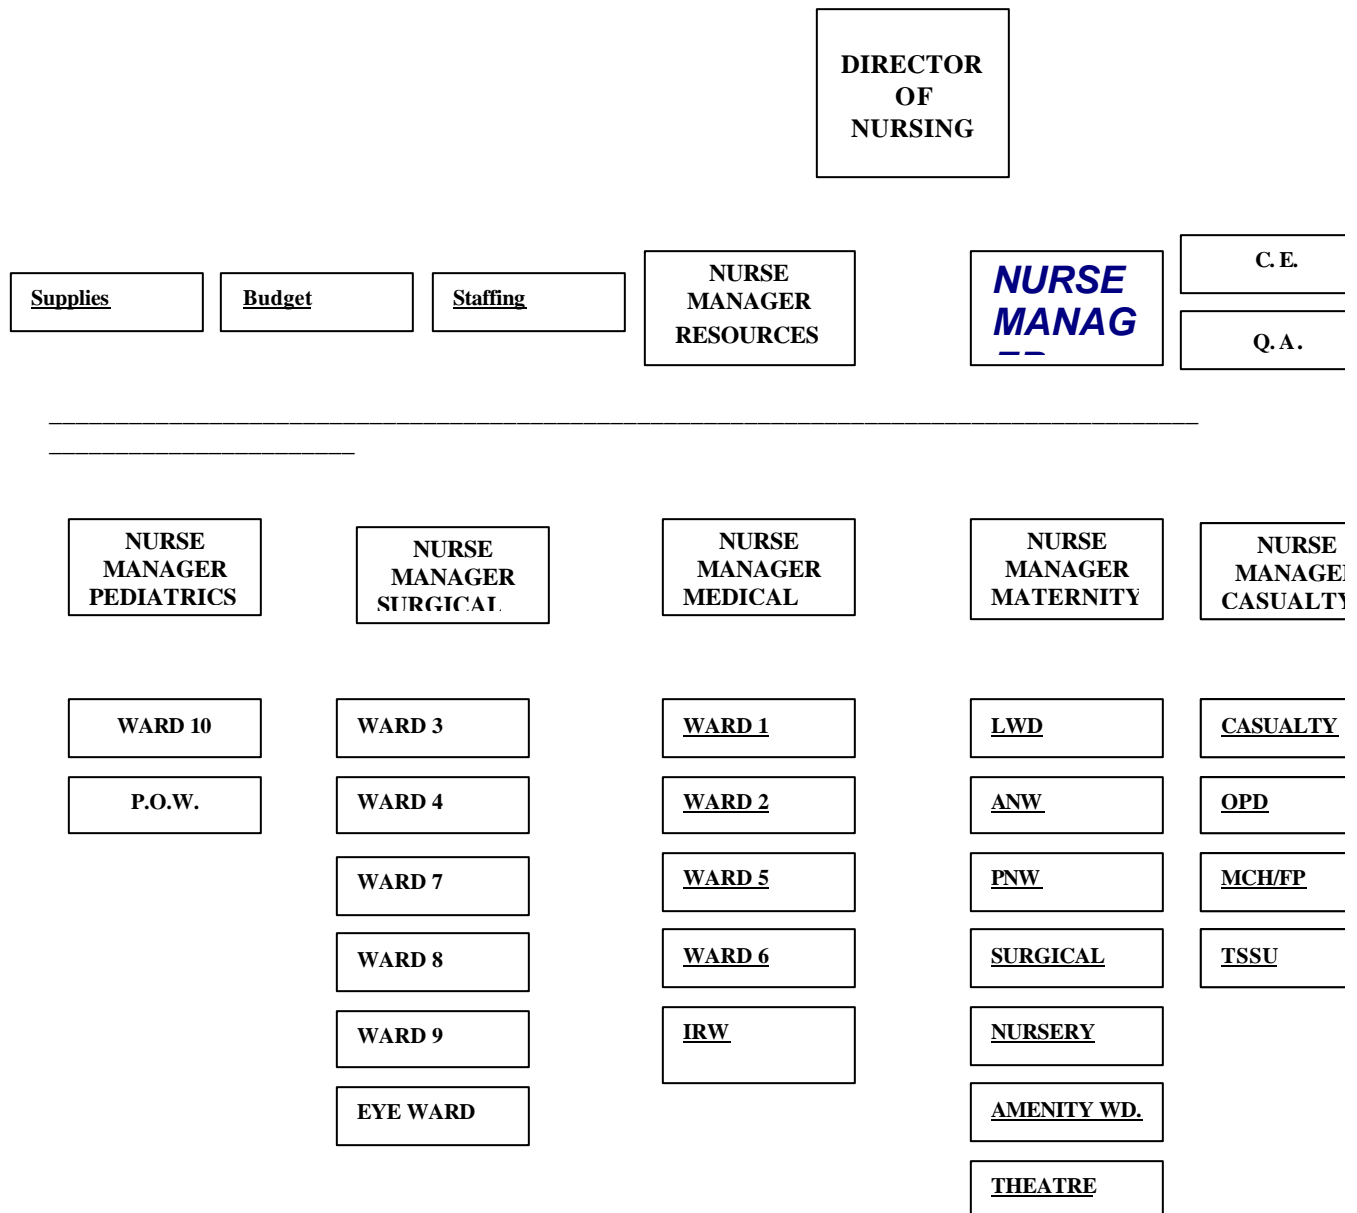 DIRECTOR
OF
NURSING
Supplies
Budget
Staffing
NURSE
MANAGER
RESOURCES
NURSE
MANAG
C. E.
Q. A .
NURSE
MANAGER
PEDIATRICS
NURSE
MANAGER
SURGICAL
NURSE
MANAGER
MEDICAL
NURSE
MANAGER
MATERNITY
NURSE
MANAGE
CASUALTY
WARD 10
P.O.W.
WARD 3
WARD 4
WARD 7
WARD 8
WARD 9
EYE WARD
WARD 1
WARD 2
WARD 5
WARD 6
IRW
LWD
ANW
PNW
SURGICAL
NURSERY
AMENITY WD.
THEATRE
CASUALTY
OPD
MCH/FP
TSSU